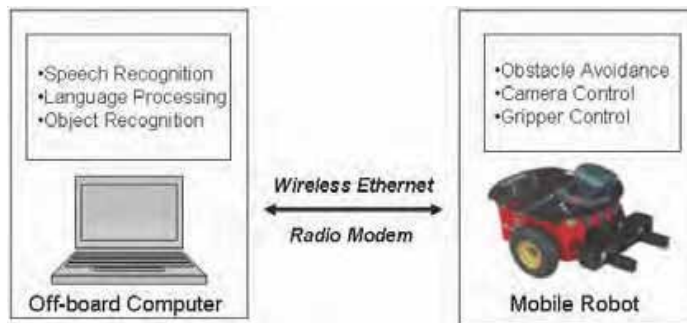 •Speech Recognition
•Language Processing
•Object Recognition
Off-board Computer
Wireless Ethernet
Radio Modem
•Obstacle Avoidance
•Camera Control
•Gripper Control
Mobile Robot